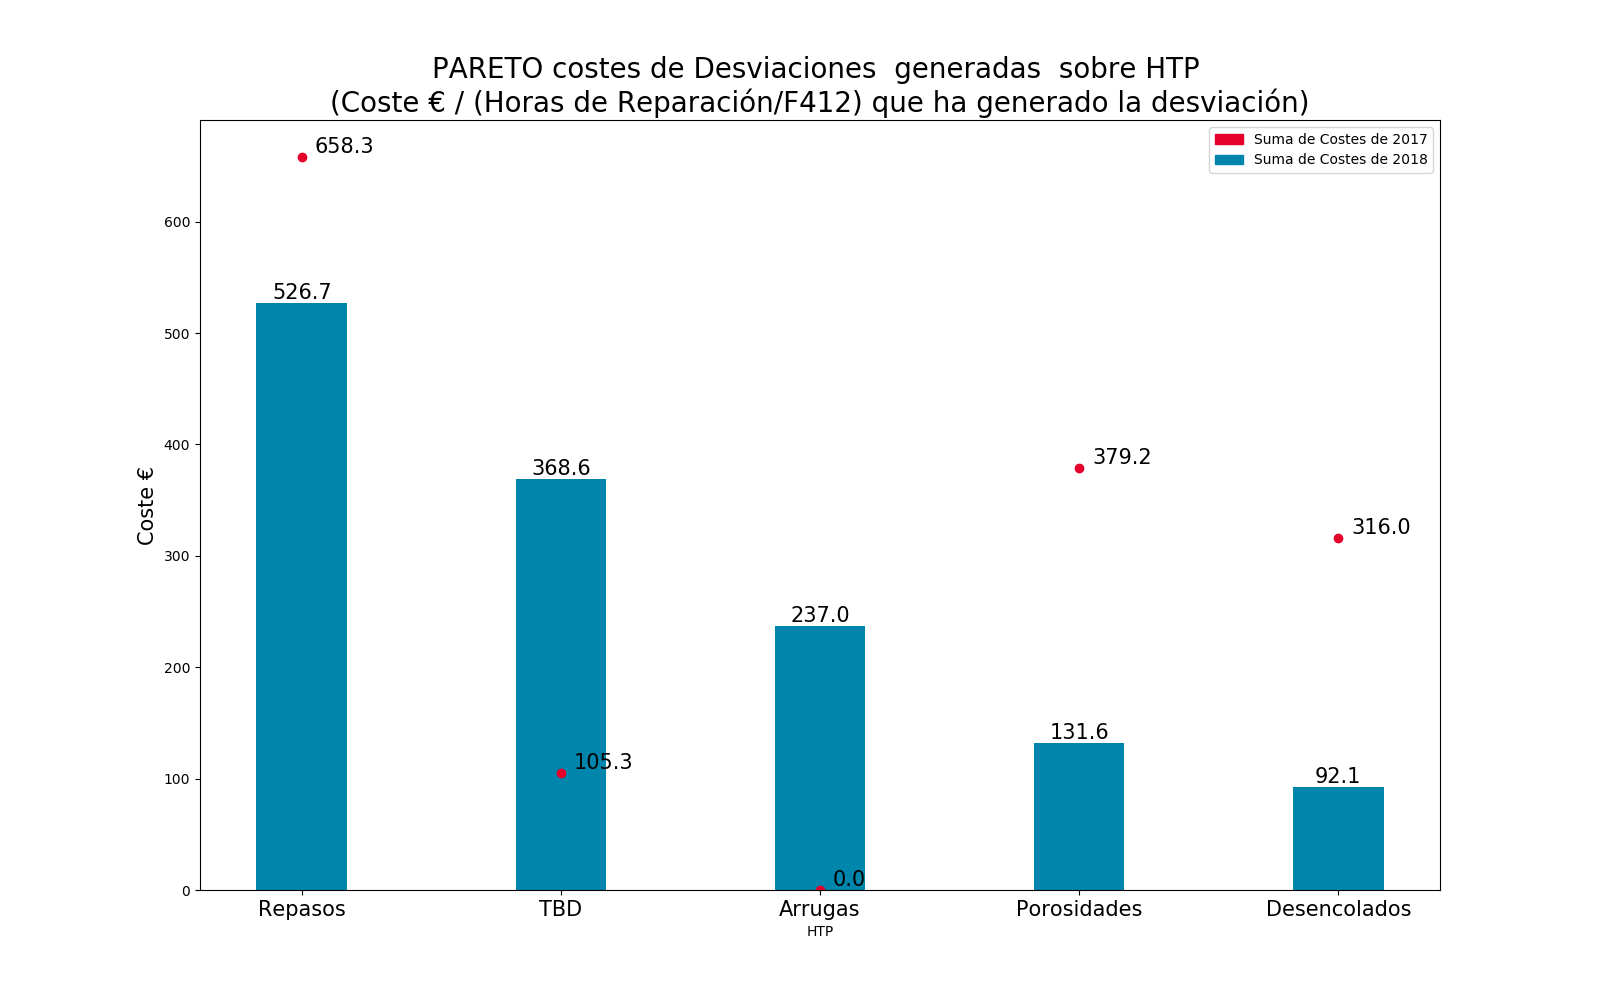 PARETO costes de Desviaciones  generadas  sobre HTP
(Coste € / (Horas de Reparación/F412) que ha generado la desviación)
Suma de Costes de 2017
Suma de Costes de 2018
Coste €
600
500
400
300
200
100
0
658.3
526.7
368.6
105.3
237.0
0.0
379.2
131.6
316.0
92.1
Repasos
TBD
Arrugas
Porosidades
Desencolados
HTP